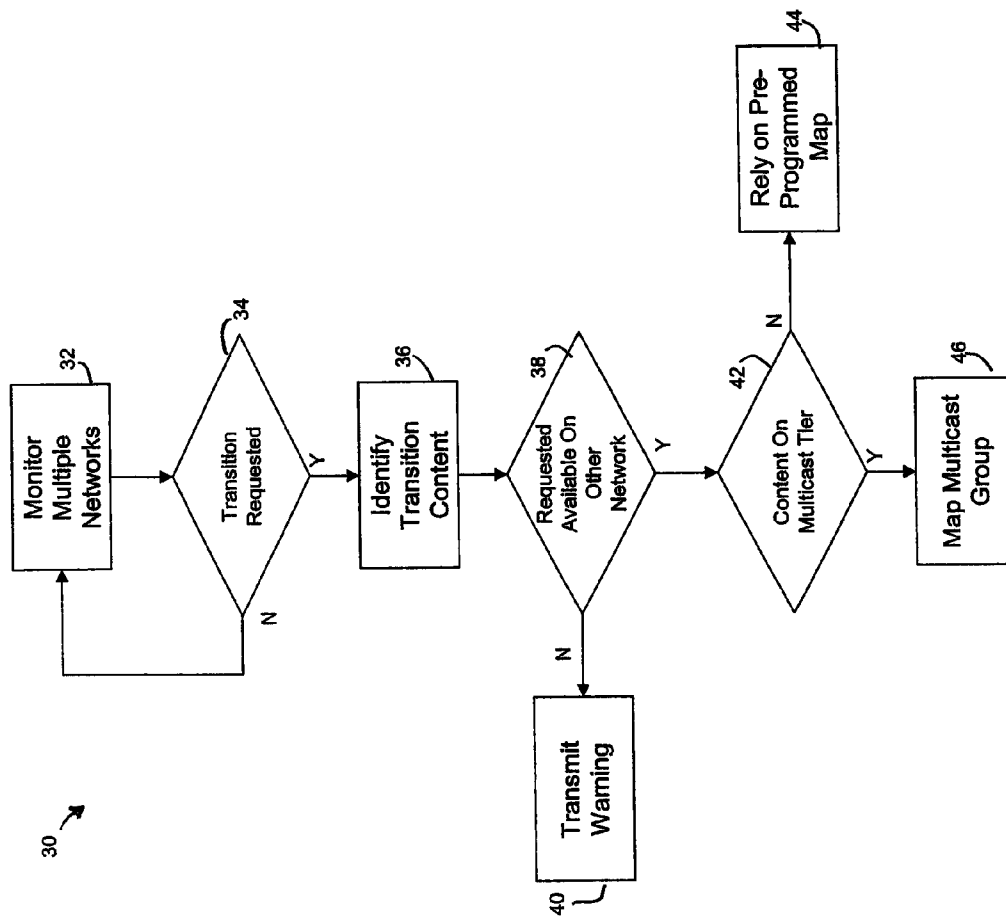 30
32
Monitor
Multiple
Networks
34
Transition
Requested
N
Y
36
Identify
Transition
Content
38
Requested
Available On
Other
Network
N
Y
40
Transmit
Warning
42
Content On
Multicast Tier
N
Y
44
Rely on Pre-
Programmed
Map
46
Map Multicast
Group